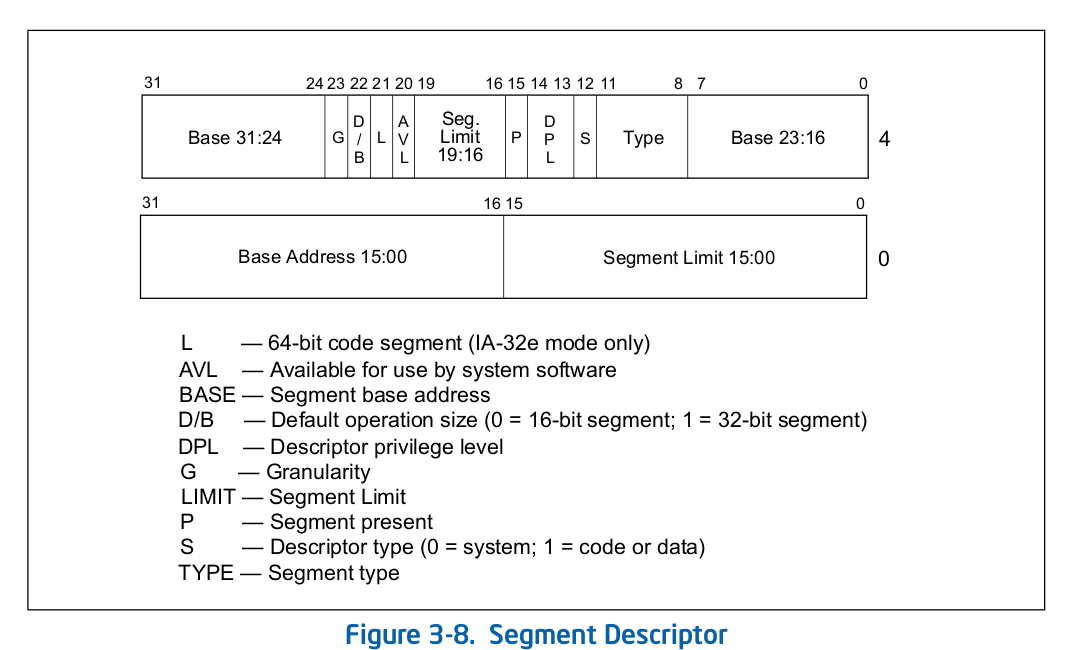 31 24 23 22 21 20 19 16 15 14 13 12 11 8 7 0
Base 31:24 G D/B L AVL Seg. Limit 19:16 P DPL S Type Base 23:16 4
31 16 15 0
Base Address 15:00 Segment Limit 15:00 0
L — 64-bit code segment (IA-32e mode only)
AVL — Available for use by system software
BASE — Segment base address
D/B — Default operation size (0 = 16-bit segment; 1 = 32-bit segment)
DPL — Descriptor privilege level
G — Granularity
LIMIT — Segment Limit
P — Segment present
S — Descriptor type (0 = system; 1 = code or data)
TYPE — Segment type
Figure 3-8. Segment Descriptor